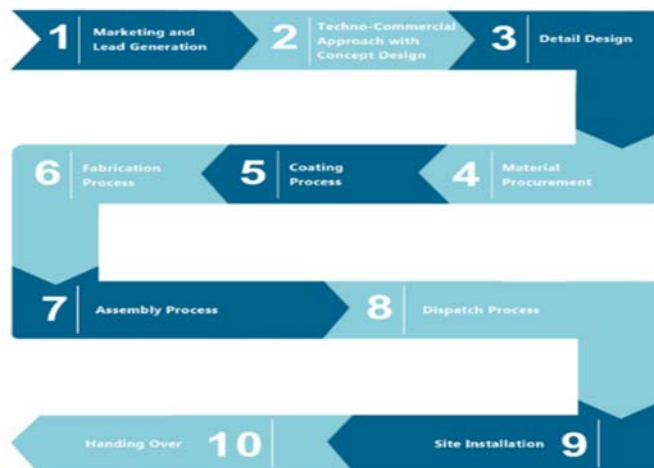 1
Marketing and
Lead Generation
2
Techno-Commercial
Approach with
Concept Design
3
Detail Design
6
Fabrication
Process
5
Coating
Process
4
Material
Procurement
7
Assembly Process
8
Dispatch Process
Handing Over
10
Site Installation
9